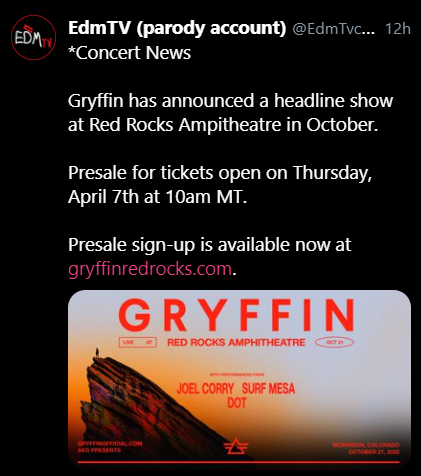 EDM TV
EdmTV (parody account) @EdmTvc... 12h
*Concert News
Gryffin has announced a headline show
at Red Rocks Ampitheatre in October.
Presale for tickets open on Thursday,
April 7th at 10am MT.
Presale sign-up is available now at
gryffinredrocks.com.
GRYFFIN
LIVE AT RED ROCKS AMPHITHEATRE OCT 21
WITH PERFORMANCES FROM
JOEL CORRY SURF MESA
DOT
GRYFFINOFFICIAL.COM
AEG PRESENTS
MORRISON, COLORADO
OCTOBER 21, 2022